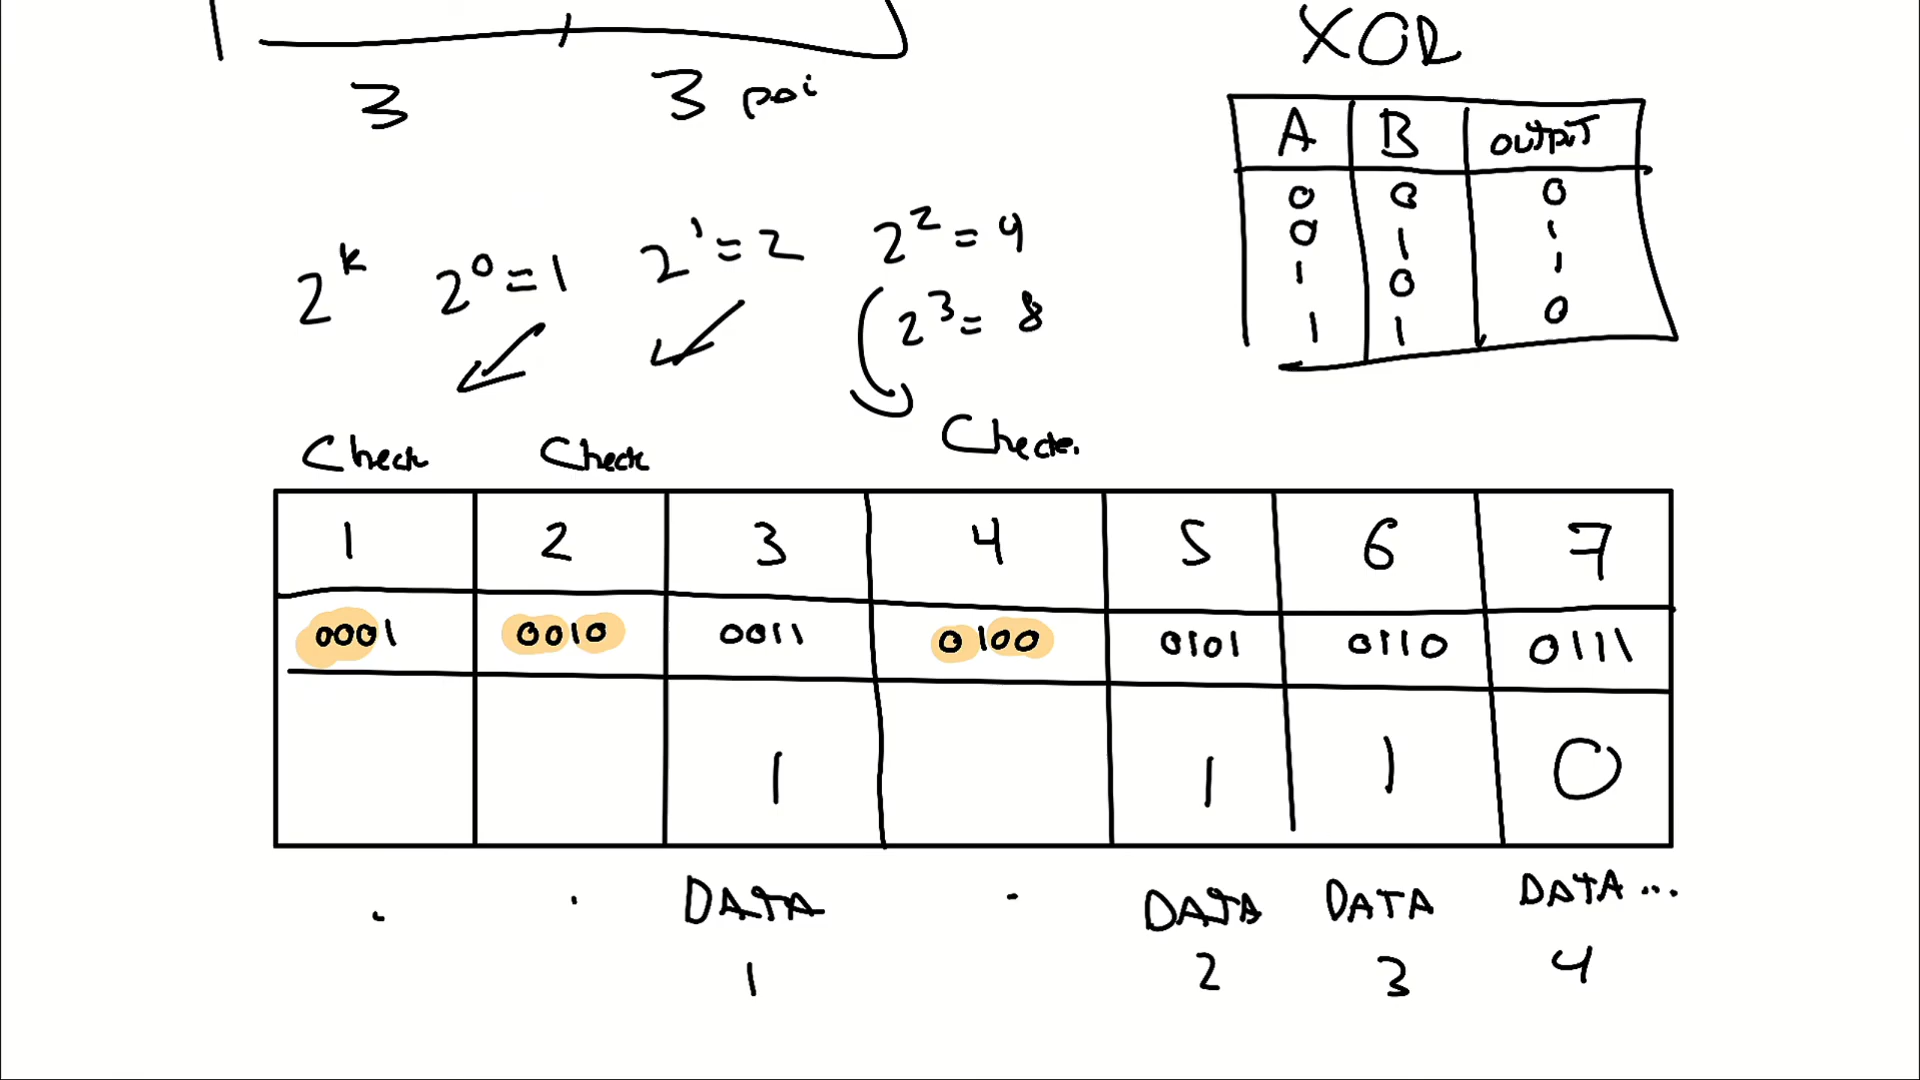 XOR
3 3 poi
A B OUTPUT
0 0 0
0 1 1
1 0 1
1 1 0
2^k 2^0=1 2^1=2 2^2=4
2^3=8
Check Check Check.
1 2 3 4 5 6 7
0001 0010 0011 0100 0101 0110 0111
1 1 1 0
DATA DATA DATA DATA...
1 2 3 4